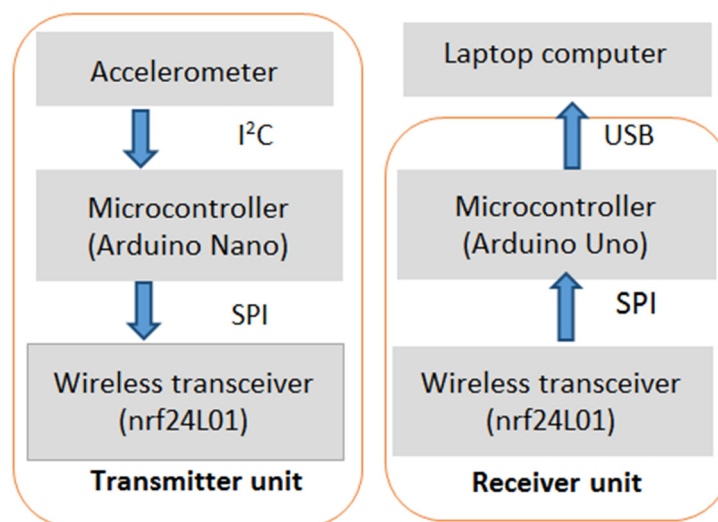 Accelerometer
I²C
Microcontroller
(Arduino Nano)
SPI
Wireless transceiver
(nrf24L01)
Transmitter unit
Laptop computer
USB
Microcontroller
(Arduino Uno)
SPI
Wireless transceiver
(nrf24L01)
Receiver unit